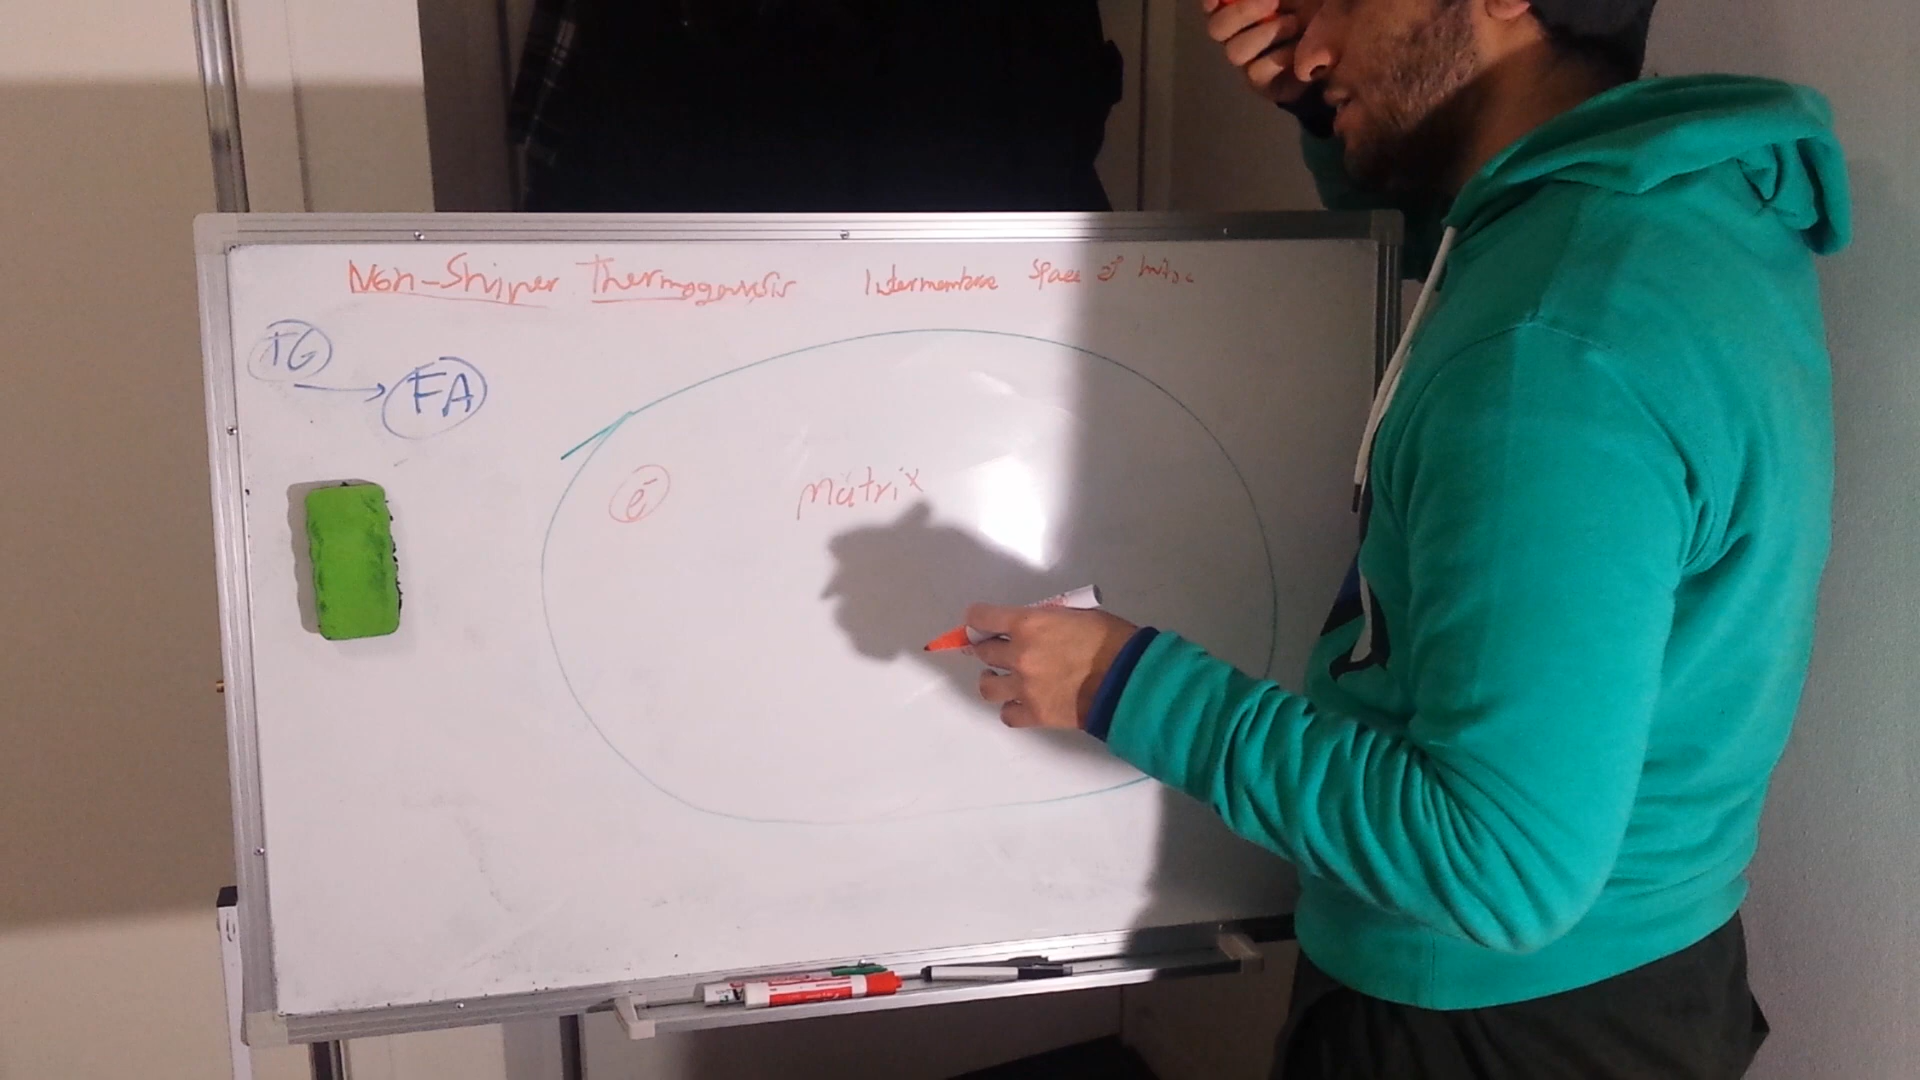 Non-Shiver Thermogenesis
Intermembrane Space of mito
TG
FA
e-
Matrix